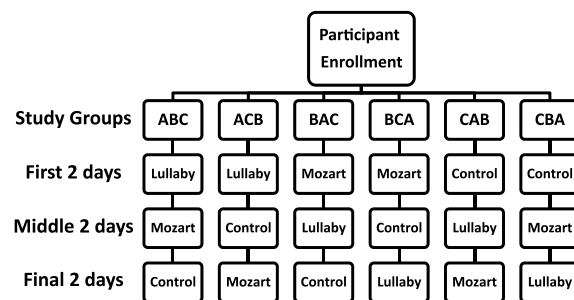 Participant
Enrollment
Study Groups ABC ACB BAC BCA CAB CBA
First 2 days Lullaby Lullaby Mozart Mozart Control Control
Middle 2 days Mozart Control Lullaby Control Lullaby Mozart
Final 2 days Control Mozart Control Lullaby Mozart Lullaby